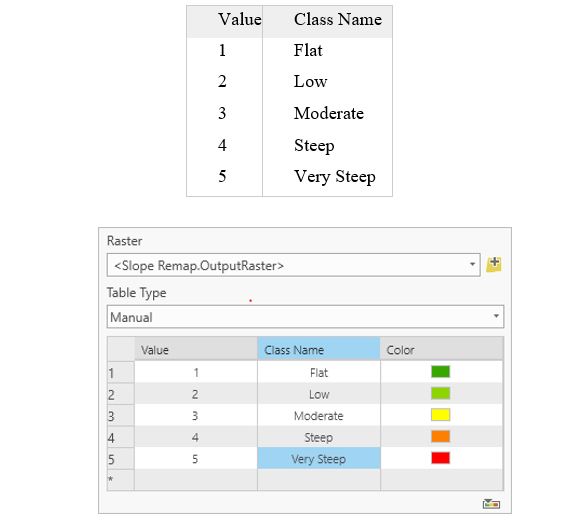 Value Class Name
1 Flat
2 Low
3 Moderate
4 Steep
5 Very Steep
Raster
<Slope Remap.OutputRaster>
Table Type
Manual
Value Class Name Color
1 1 Flat
2 2 Low
3 3 Moderate
4 4 Steep
5 5 Very Steep
*